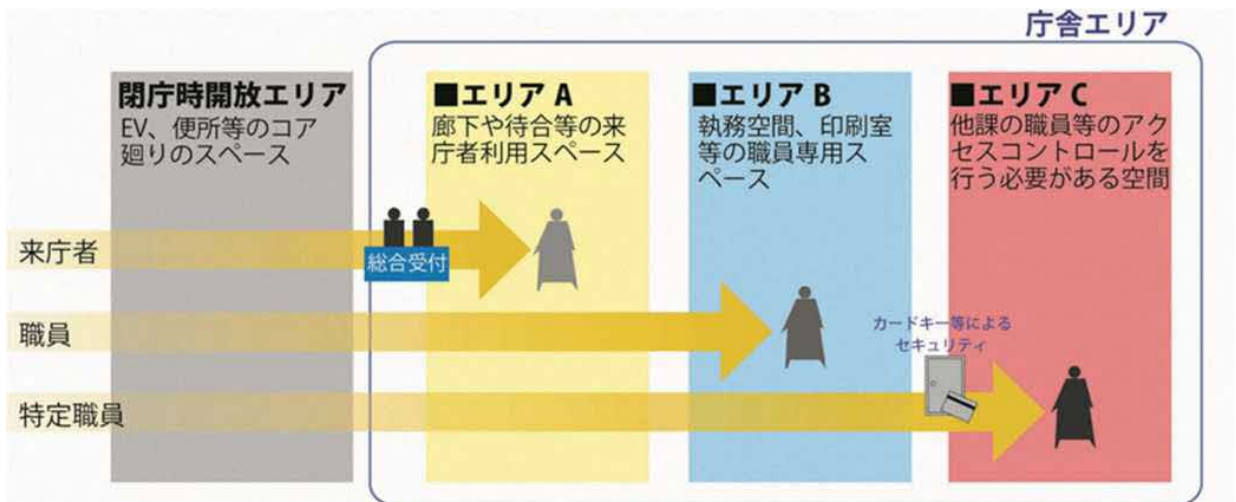 庁舎エリア
閉庁時開放エリア
EV、便所等のコア
廻りのスペース
■エリア A
廊下や待合等の来
庁者利用スペース
■エリア B
執務空間、印刷室
等の職員専用ス
ペース
■エリア C
他課の職員等のアク
セスコントロールを
行う必要がある空間
来庁者
総合受付
職員
カードキー等による
セキュリティ
特定職員